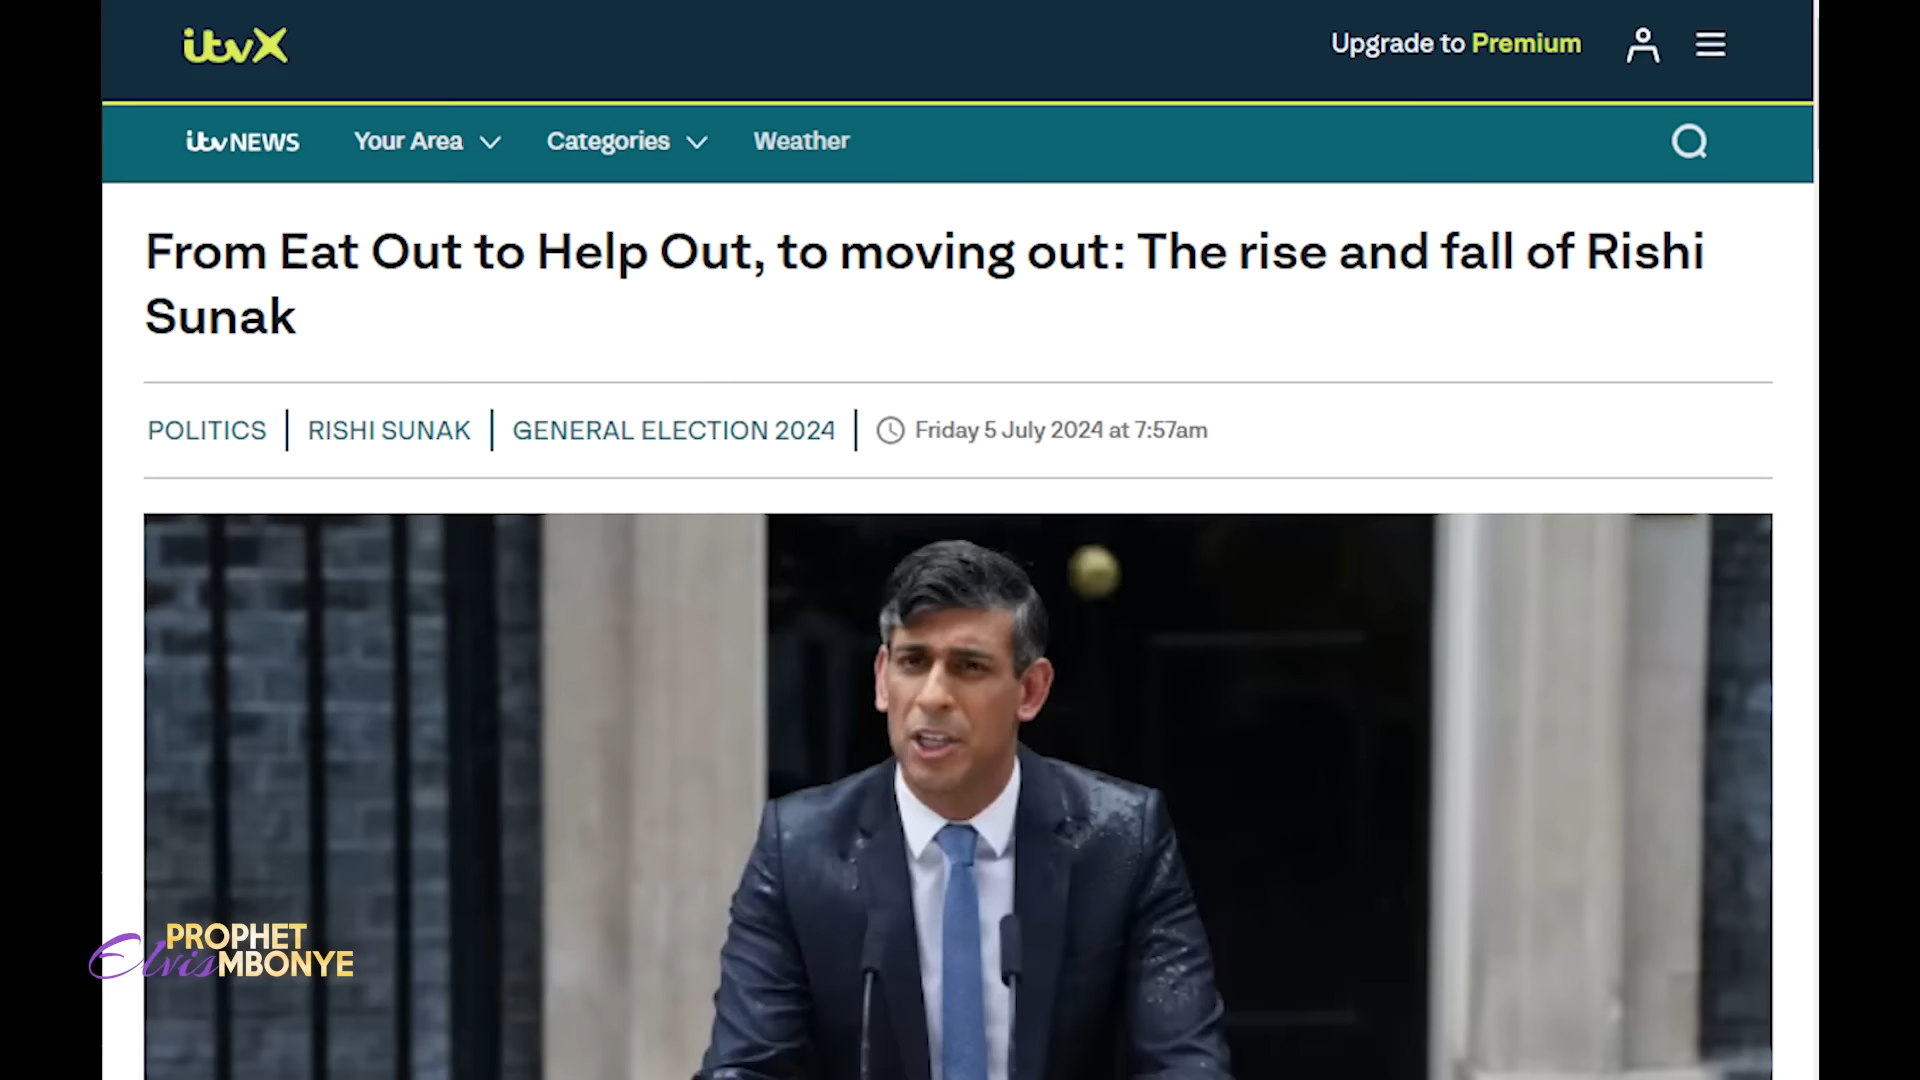 itvX
Upgrade to Premium
itv NEWS Your Area Categories Weather
From Eat Out to Help Out, to moving out: The rise and fall of Rishi
Sunak
POLITICS RISHI SUNAK GENERAL ELECTION 2024 Friday 5 July 2024 at 7:57am
PROPHET
Elvis MBONYE